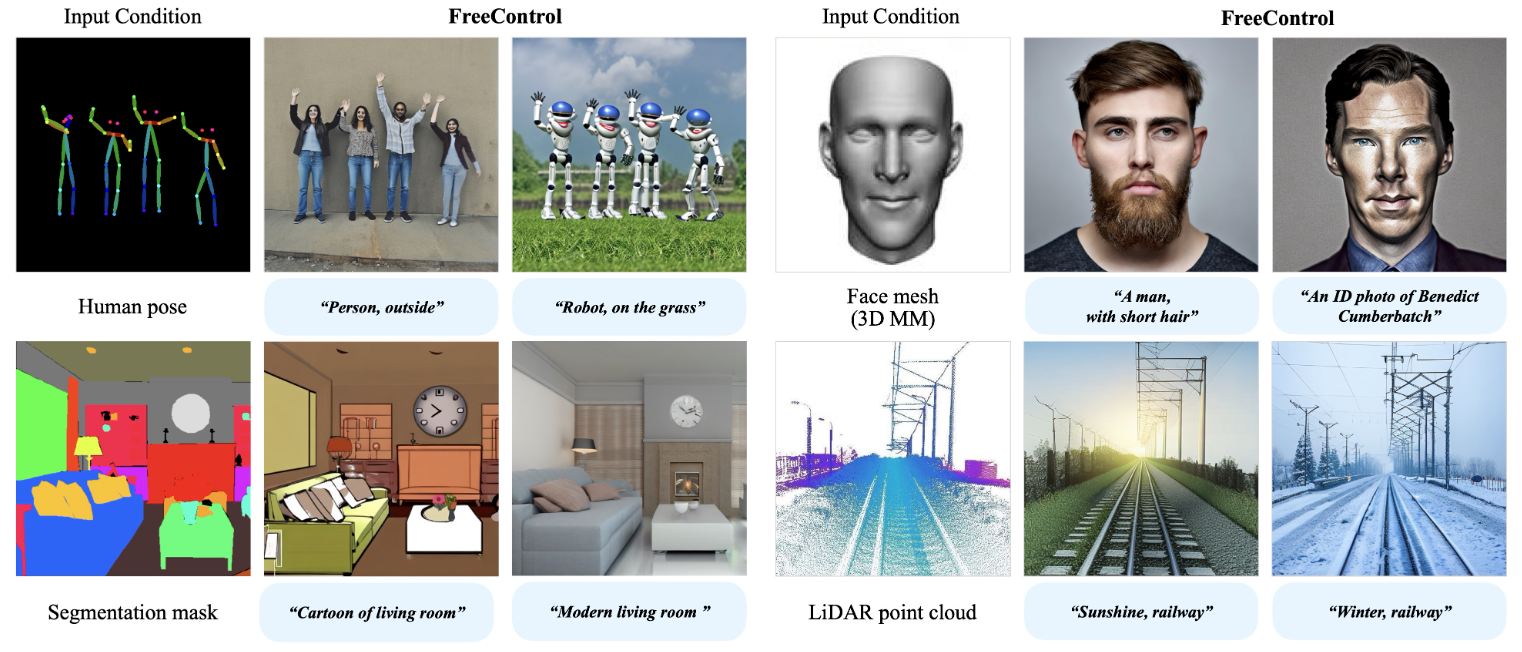 Input Condition
FreeControl
Input Condition
FreeControl
Human pose
“Person, outside”
“Robot, on the grass”
Face mesh
(3D MM)
“A man,
with short hair”
“An ID photo of Benedict
Cumberbatch”
Segmentation mask
“Cartoon of living room”
“Modern living room ”
LiDAR point cloud
“Sunshine, railway”
“Winter, railway”